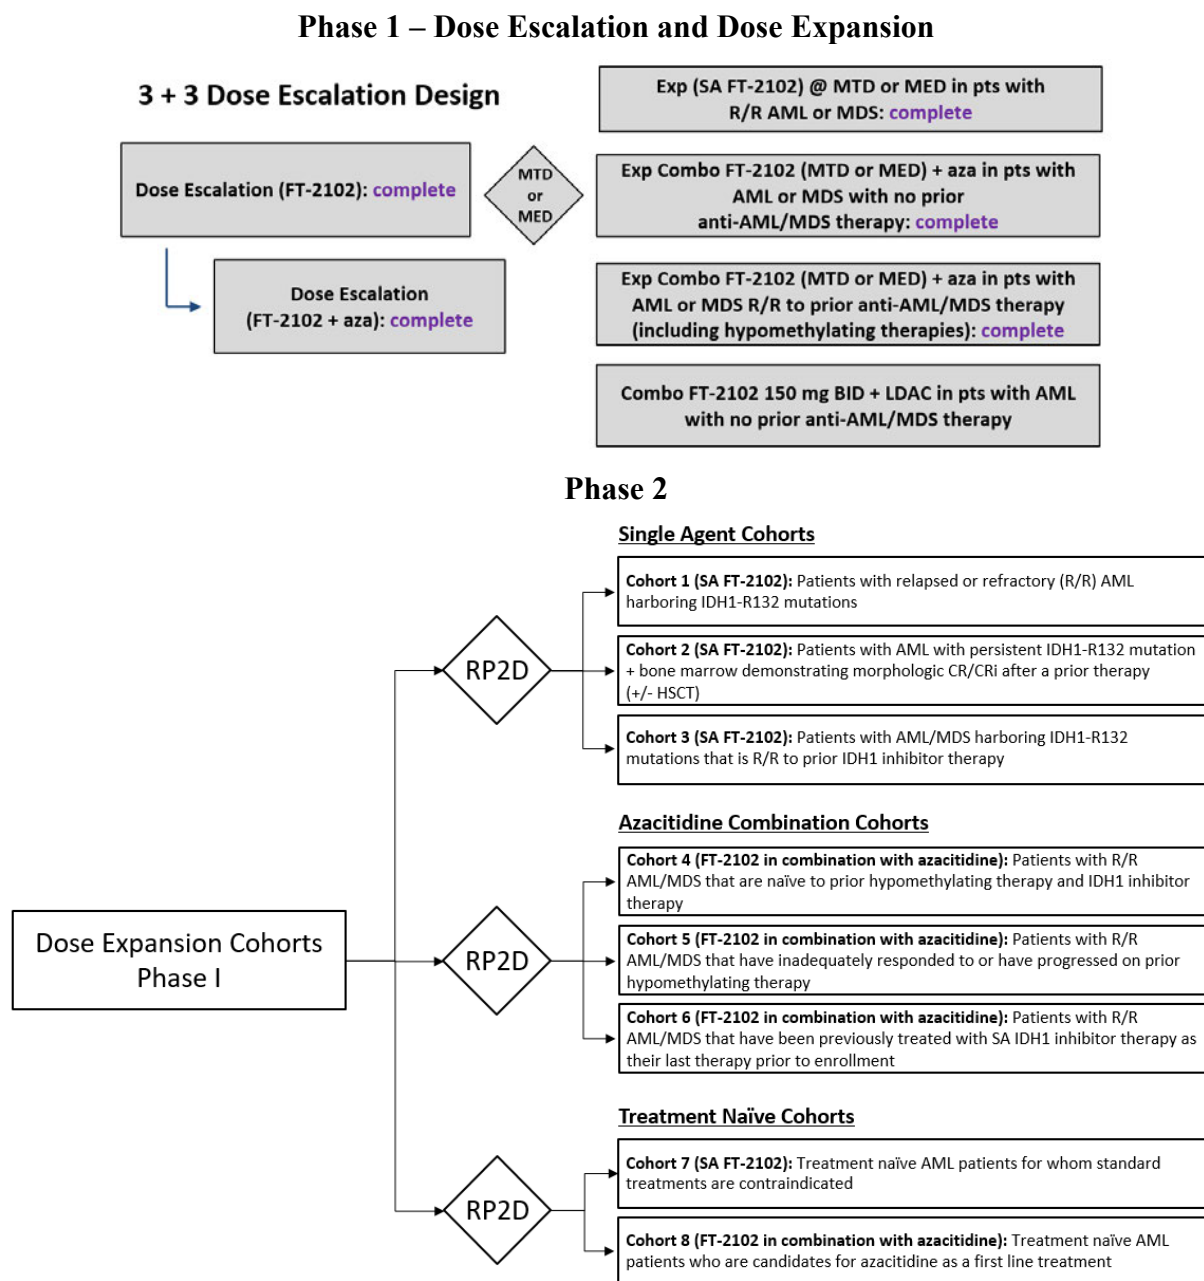 Phase 1 – Dose Escalation and Dose Expansion
3 + 3 Dose Escalation Design
Dose Escalation (FT-2102): complete
Dose Escalation
(FT-2102 + aza): complete
MTD
or
MED
Exp (SA FT-2102) @ MTD or MED in pts with
R/R AML or MDS: complete
Exp Combo FT-2102 (MTD or MED) + aza in pts with
AML or MDS with no prior
anti-AML/MDS therapy: complete
Exp Combo FT-2102 (MTD or MED) + aza in pts with
AML or MDS R/R to prior anti-AML/MDS therapy
(including hypomethylating therapies): complete
Combo FT-2102 150 mg BID + LDAC in pts with AML
with no prior anti-AML/MDS therapy
Phase 2
Dose Expansion Cohorts
Phase I
RP2D
Single Agent Cohorts
Cohort 1 (SA FT-2102): Patients with relapsed or refractory (R/R) AML
harboring IDH1-R132 mutations
Cohort 2 (SA FT-2102): Patients with AML with persistent IDH1-R132 mutation
+ bone marrow demonstrating morphologic CR/CRi after a prior therapy
(+/- HSCT)
Cohort 3 (SA FT-2102): Patients with AML/MDS harboring IDH1-R132
mutations that is R/R to prior IDH1 inhibitor therapy
RP2D
Azacitidine Combination Cohorts
Cohort 4 (FT-2102 in combination with azacitidine): Patients with R/R
AML/MDS that are naïve to prior hypomethylating therapy and IDH1 inhibitor
therapy
Cohort 5 (FT-2102 in combination with azacitidine): Patients with R/R
AML/MDS that have inadequately responded to or have progressed on prior
hypomethylating therapy
Cohort 6 (FT-2102 in combination with azacitidine): Patients with R/R
AML/MDS that have been previously treated with SA IDH1 inhibitor therapy as
their last therapy prior to enrollment
RP2D
Treatment Naïve Cohorts
Cohort 7 (SA FT-2102): Treatment naïve AML patients for whom standard
treatments are contraindicated
Cohort 8 (FT-2102 in combination with azacitidine): Treatment naïve AML
patients who are candidates for azacitidine as a first line treatment